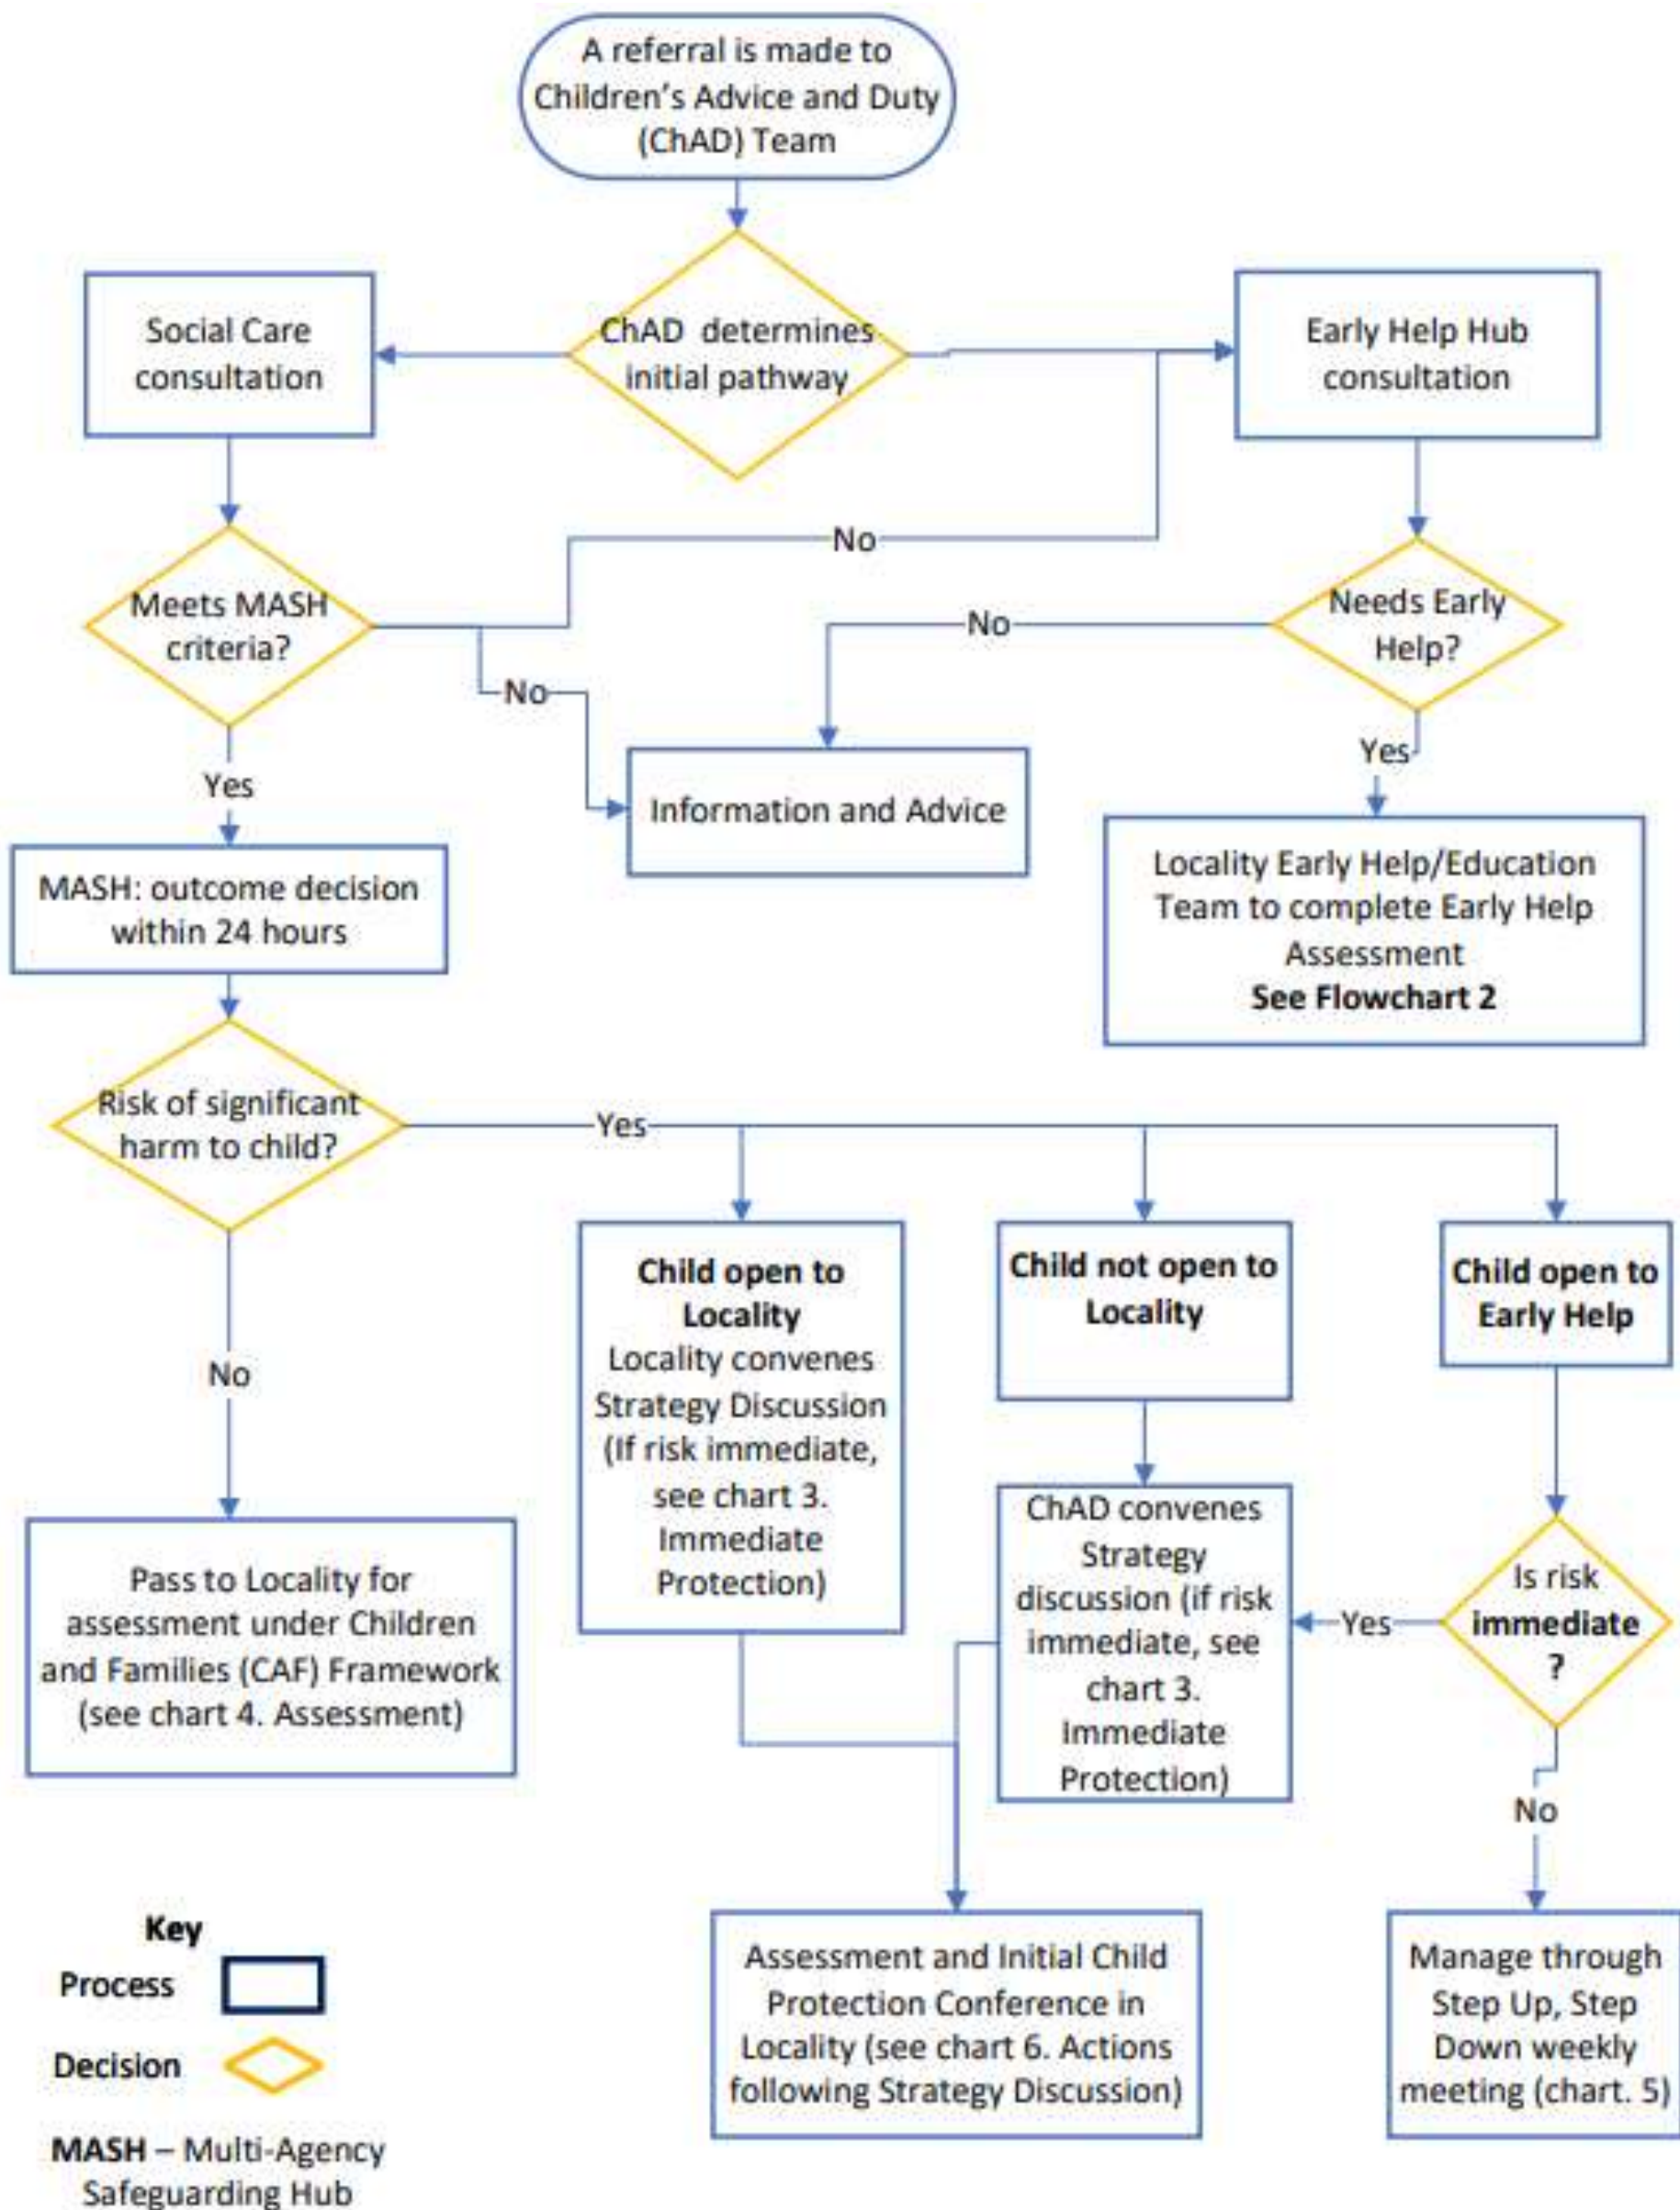 A referral is made to
Children's Advice and Duty
(ChAD) Team
Social Care
consultation
ChAD determines
initial pathway
Early Help Hub
consultation
No
Meets MASH
criteria?
Needs Early
Help?
No
No
Yes
Yes
Information and Advice
MASH: outcome decision
within 24 hours
Locality Early Help/Education
Team to complete Early Help
Assessment
See Flowchart 2
Risk of significant
harm to child?
Yes
No
Child open to
Locality
Locality convenes
Strategy Discussion
(If risk immediate,
see chart 3.
Immediate
Protection)
Child not open to
Locality
Child open to
Early Help
ChAD convenes
Strategy
discussion (if risk
immediate, see
chart 3.
Immediate
Protection)
Yes
Is risk
immediate
?
No
Pass to Locality for
assessment under Children
and Families (CAF) Framework
(see chart 4. Assessment)
Assessment and Initial Child
Protection Conference in
Locality (see chart 6. Actions
following Strategy Discussion)
Manage through
Step Up, Step
Down weekly
meeting (chart. 5)
Key
Process
Decision
MASH – Multi-Agency
Safeguarding Hub